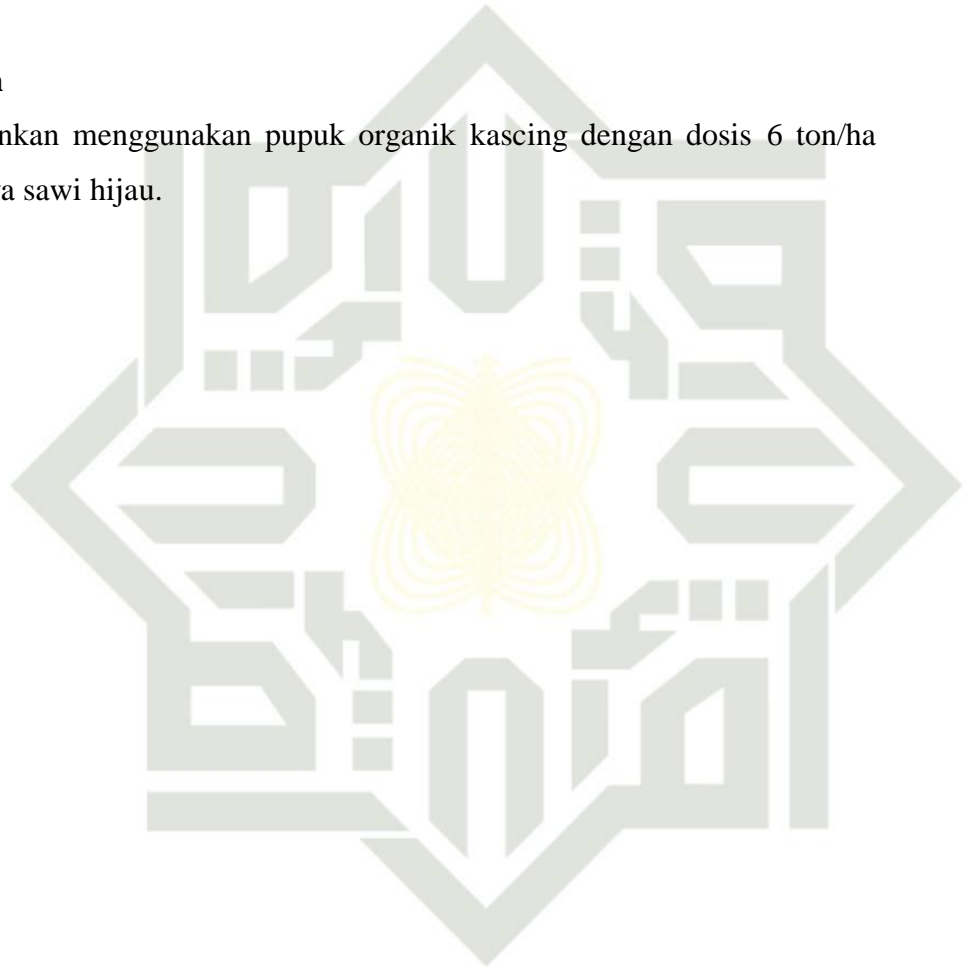 n
nkan menggunakan pupuk organik kascing dengan dosis 6 ton/ha
a sawi hijau.